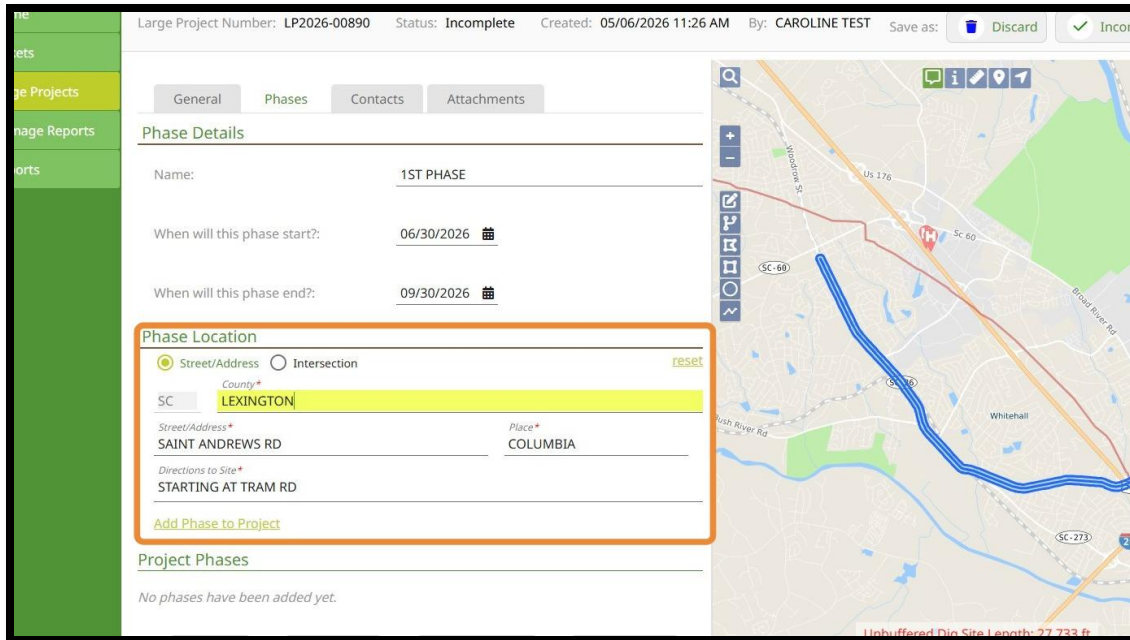 Large Project Number: LP2026-00890 Status: Incomplete Created: 05/06/2026 11:26 AM By: CAROLINE TEST Save as: Discard
Projects
Reports
General Phases Contacts Attachments
Phase Details
Name: 1ST PHASE
When will this phase start?: 06/30/2026
When will this phase end?: 09/30/2026
Phase Location
Street/Address Intersection reset
County*
SC LEXINGTON
Street/Address* Place*
SAINT ANDREWS RD COLUMBIA
Directions to Site*
STARTING AT TRAM RD
Add Phase to Project
Project Phases
No phases have been added yet.
Woodrow St
Us 176
Sc 60
SC-60
Broad River Rd
Whitehall
River Rd
SC-273
Unbuffered Dig Site Length: 27,733 ft